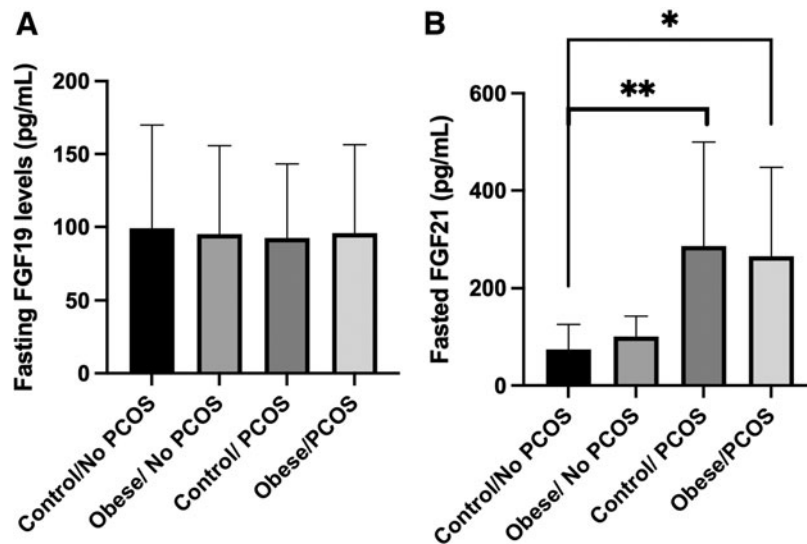 A
Fasting FGF19 levels (pg/mL)
200
150
100
50
0
Control/No PCOS
Obese/ No PCOS
Control/ PCOS
Obese/PCOS
B
Fasted FGF21 (pg/mL)
600
400
200
0
*
**
Control/No PCOS
Obese/ No PCOS
Control/ PCOS
Obese/PCOS